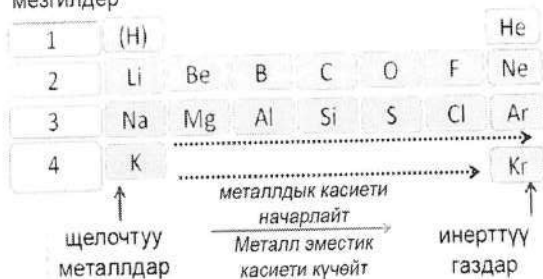 мезгилдер
1 (H) He
2 Li Be B C O F Ne
3 Na Mg Al Si S Cl Ar
4 K Kr
металлдык касиети
начарлайт
Металл эместик
касиети күчөйт
щелочтуу
металлдар
инерттүү
газдар